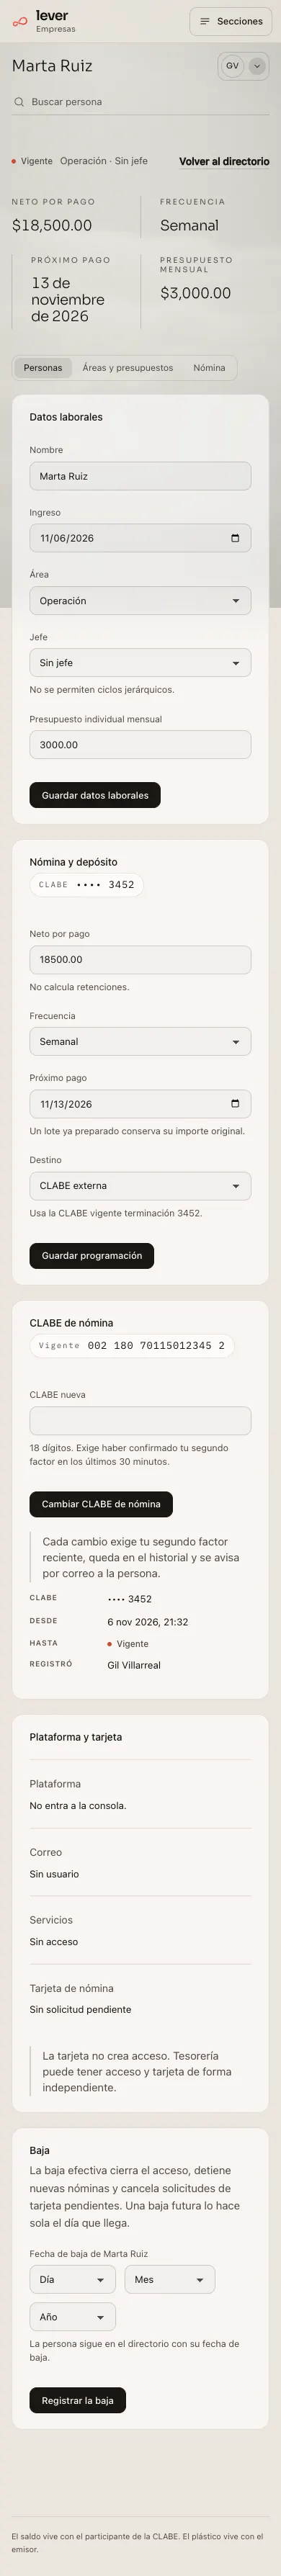 lever
Empresas
Secciones
Marta Ruiz
GV
Buscar persona
Vigente Operación · Sin jefe
Volver al directorio
NETO POR PAGO
$18,500.00
FRECUENCIA
Semanal
PRÓXIMO PAGO
13 de
noviembre
de 2026
PRESUPUESTO
MENSUAL
$3,000.00
Personas
Áreas y presupuestos
Nómina
Datos laborales
Nombre
Marta Ruiz
Ingreso
11/06/2026
Área
Operación
Jefe
Sin jefe
No se permiten ciclos jerárquicos.
Presupuesto individual mensual
3000.00
Guardar datos laborales
Nómina y depósito
CLABE •••• 3452
Neto por pago
18500.00
No calcula retenciones.
Frecuencia
Semanal
Próximo pago
11/13/2026
Un lote ya preparado conserva su importe original.
Destino
CLABE externa
Usa la CLABE vigente terminación 3452.
Guardar programación
CLABE de nómina
Vigente 002 180 70115012345 2
CLABE nueva
18 dígitos. Exige haber confirmado tu segundo
factor en los últimos 30 minutos.
Cambiar CLABE de nómina
Cada cambio exige tu segundo factor
reciente, queda en el historial y se avisa
por correo a la persona.
CLABE •••• 3452
DESDE 6 nov 2026, 21:32
HASTA Vigente
REGISTRÓ Gil Villarreal
Plataforma y tarjeta
Plataforma
No entra a la consola.
Correo
Sin usuario
Servicios
Sin acceso
Tarjeta de nómina
Sin solicitud pendiente
La tarjeta no crea acceso. Tesorería
puede tener acceso y tarjeta de forma
independiente.
Baja
La baja efectiva cierra el acceso, detiene
nuevas nóminas y cancela solicitudes de
tarjeta pendientes. Una baja futura lo hace
sola el día que llega.
Fecha de baja de Marta Ruiz
Día
Mes
Año
La persona sigue en el directorio con su fecha de
baja.
Registrar la baja
El saldo vive con el participante de la CLABE. El plástico vive con el
emisor.